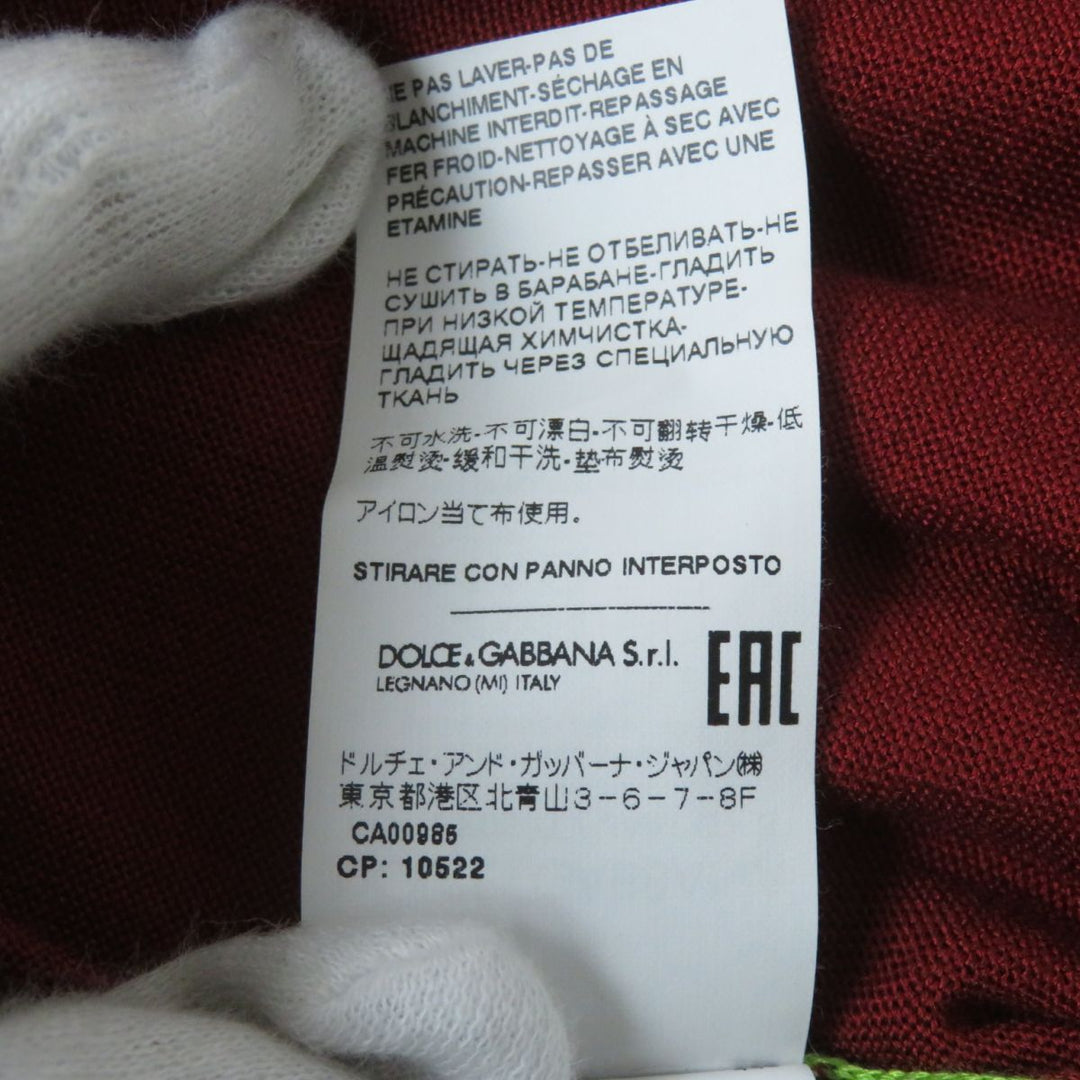 NE PAS LAVER-PAS DE
BLANCHIMENT-SÉCHAGE EN
MACHINE INTERDIT-REPASSAGE
FER FROID-NETTOYAGE À SEC AVEC
PRÉCAUTION-REPASSER AVEC UNE
ETAMINE
НЕ СТИРАТЬ-НЕ ОТБЕЛИВАТЬ-НЕ
СУШИТЬ В БАРАБАНЕ-ГЛАДИТЬ
ПРИ НИЗКОЙ ТЕМПЕРАТУРЕ-
ЩАДЯЩАЯ ХИМЧИСТКА-
ГЛАДИТЬ ЧЕРЕЗ СПЕЦИАЛЬНУЮ
ТКАНЬ
不可水洗-不可漂白-不可翻转干燥-低
温熨烫-缓和干洗-垫布熨烫
アイロン当て布使用。
STIRARE CON PANNO INTERPOSTO
DOLCE & GABBANA S.r.l.
LEGNANO (MI) ITALY
EAC
ドルチェ・アンド・ガッバーナ・ジャパン㈱
東京都港区北青山3-6-7-8F
CA00985
CP: 10522